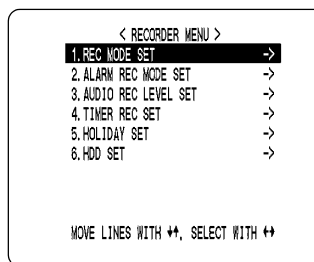 < RECORDER MENU >
1. REC MODE SET ->
2. ALARM REC MODE SET ->
3. AUDIO REC LEVEL SET ->
4. TIMER REC SET ->
5. HOLIDAY SET ->
6. HDD SET ->
MOVE LINES WITH ↓↑, SELECT WITH ←→